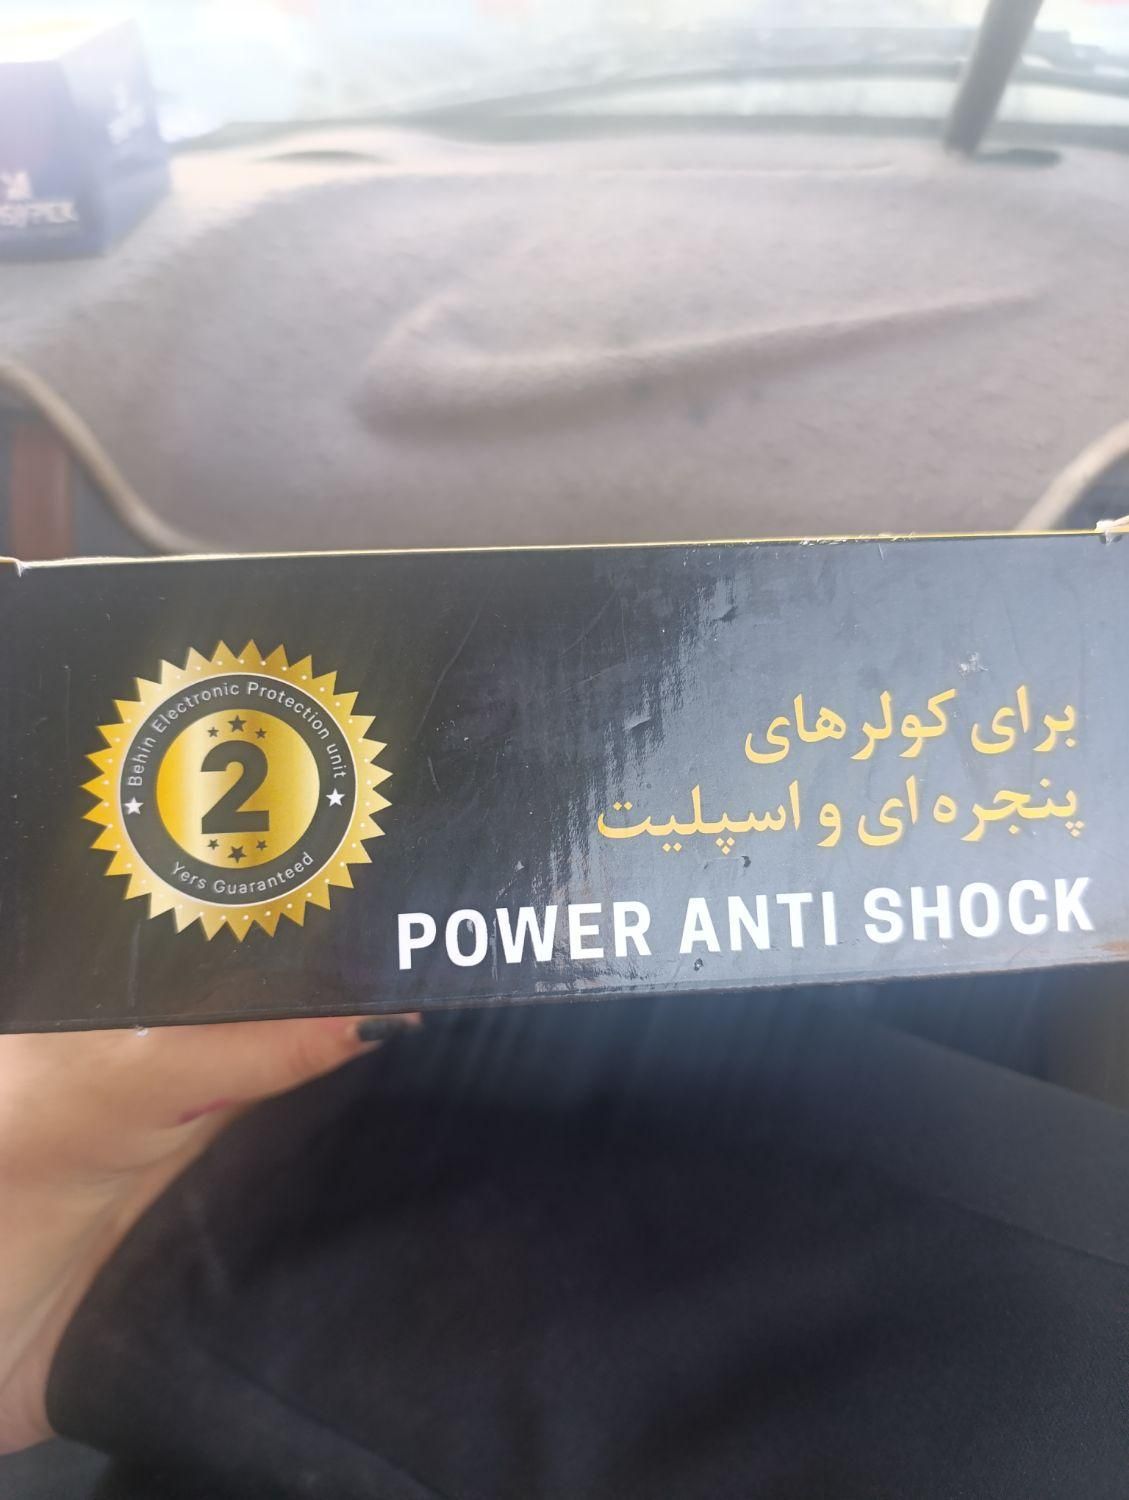 Behin Electronic Protection unit
2
Yers Guaranteed
برای کولرهای
پنجره ای و اسپلیت
POWER ANTI SHOCK